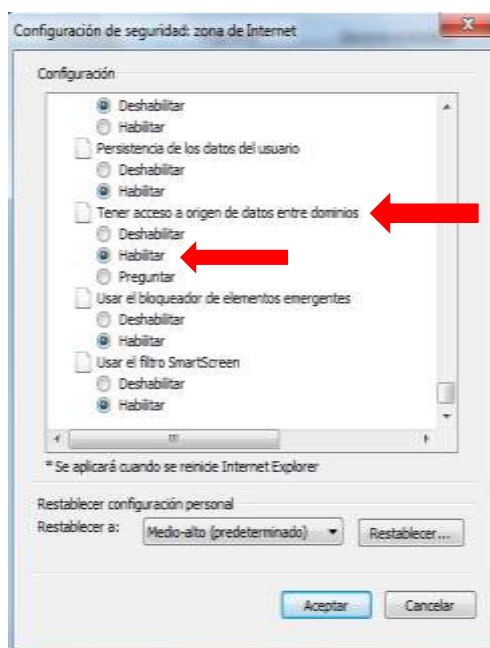 Configuración de seguridad: zona de Internet
Configuración
Deshabilitar
Habilitar
Persistencia de los datos del usuario
Deshabilitar
Habilitar
Tener acceso a origen de datos entre dominios
Deshabilitar
Habilitar
Preguntar
Usar el bloqueador de elementos emergentes
Deshabilitar
Habilitar
Usar el filtro SmartScreen
Deshabilitar
Habilitar
* Se aplicará cuando se reinicie Internet Explorer
Restablecer configuración personal
Restablecer a: Medio-alto (predeterminado) Restablecer...
Aceptar Cancelar